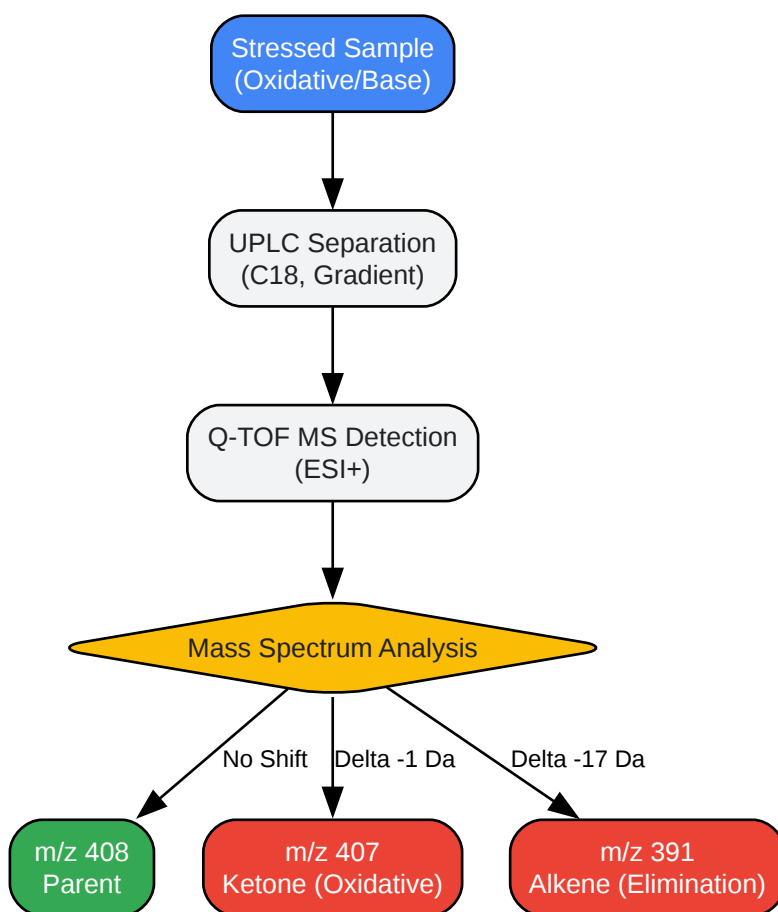 Stressed Sample
(Oxidative/Base)
UPLC Separation
(C18, Gradient)
Q-TOF MS Detection
(ESI+)
Mass Spectrum Analysis
No Shift
Delta -1 Da
Delta -17 Da
m/z 408
Parent
m/z 407
Ketone (Oxidative)
m/z 391
Alkene (Elimination)